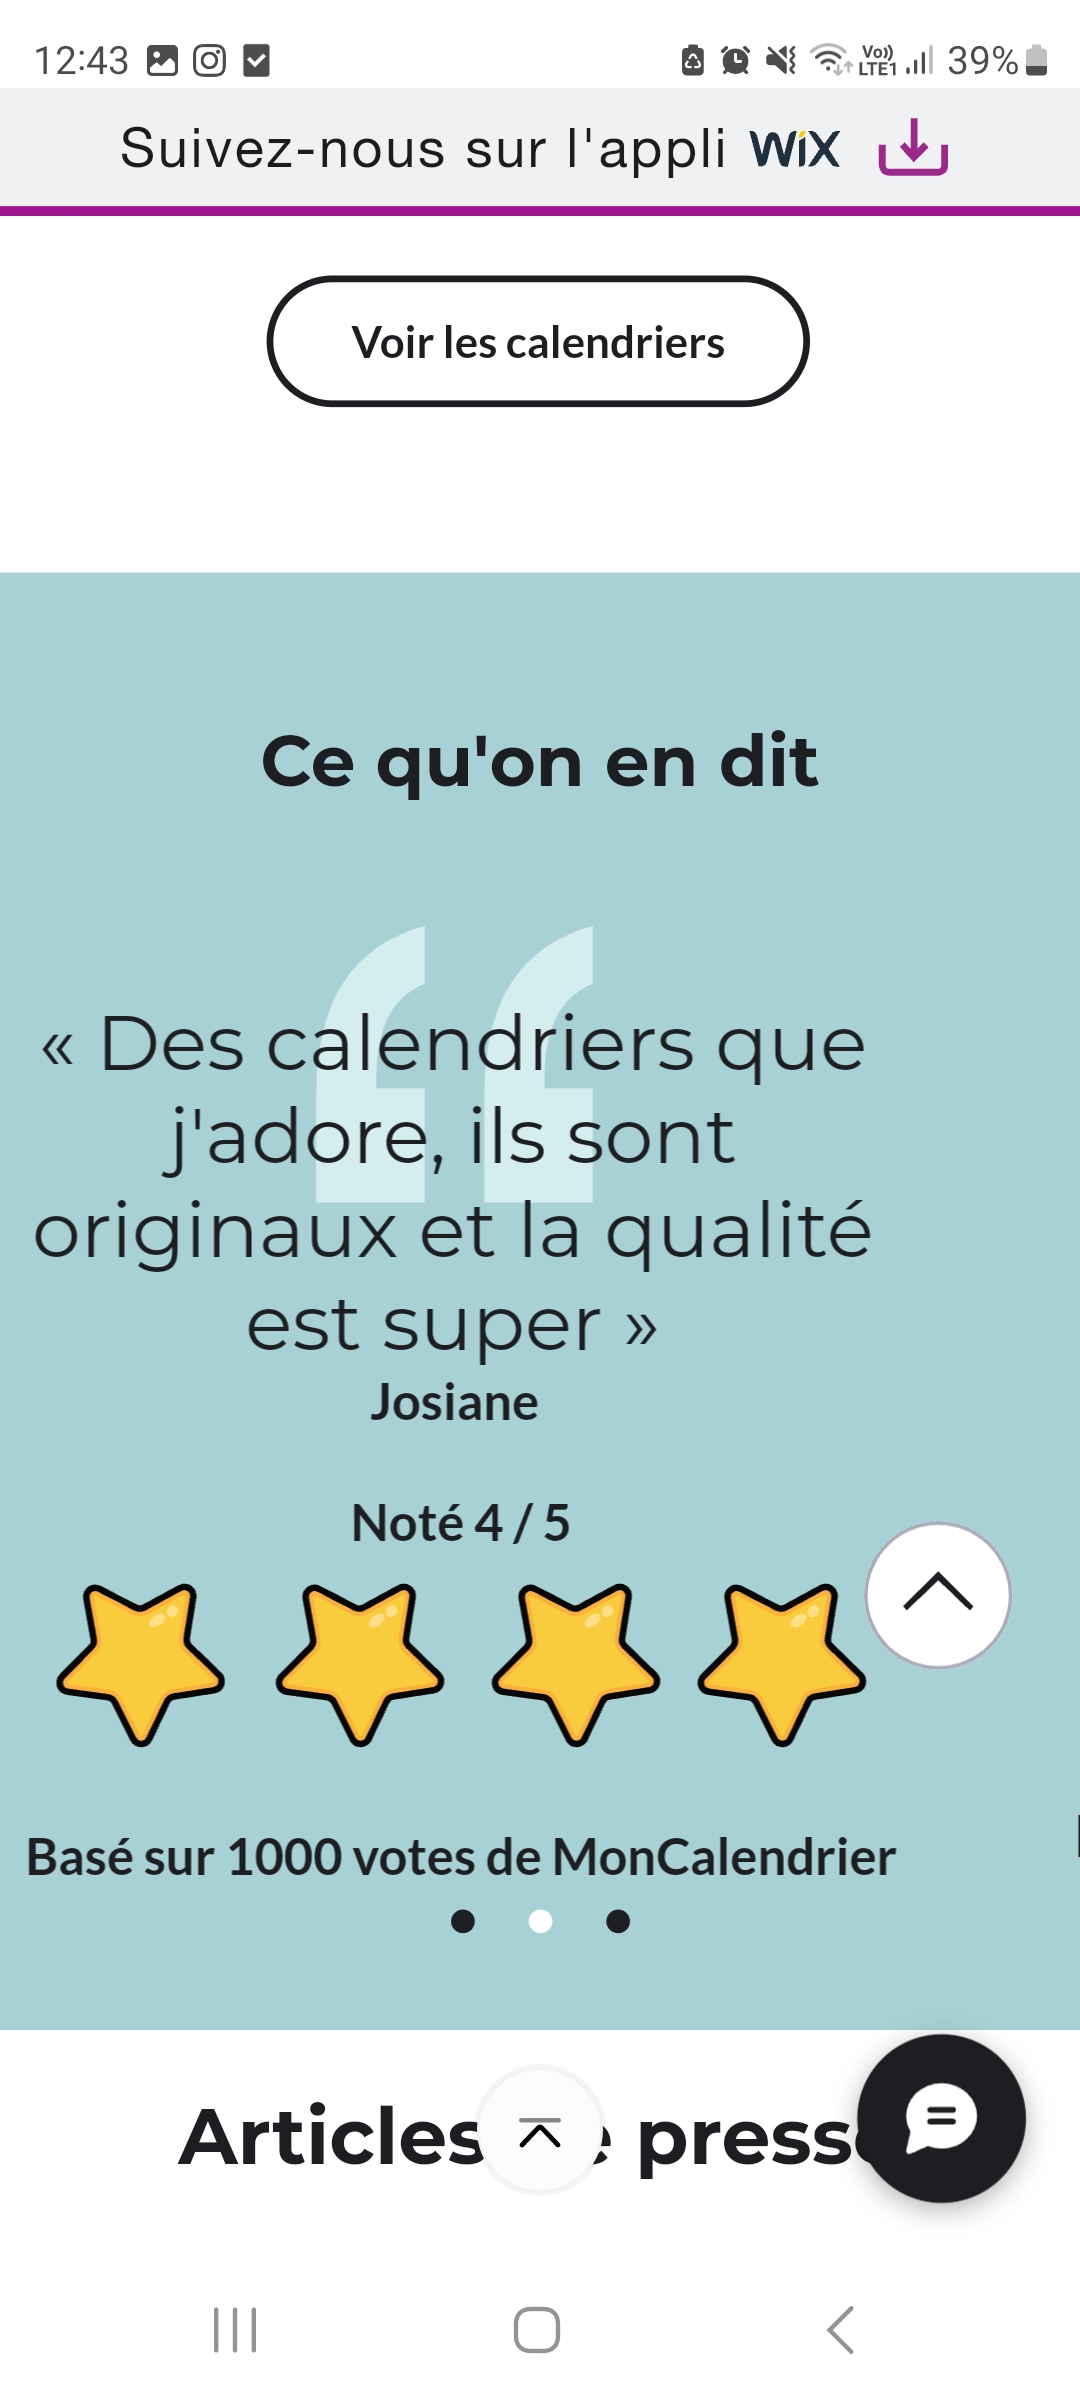 12:43 Vo)) LTE1 39%
Suivez-nous sur l'appli WiX
Voir les calendriers
Ce qu'on en dit
« Des calendriers que
j'adore, ils sont
originaux et la qualité
est super »
Josiane
Noté 4 / 5
Basé sur 1000 votes de MonCalendrier
Articles